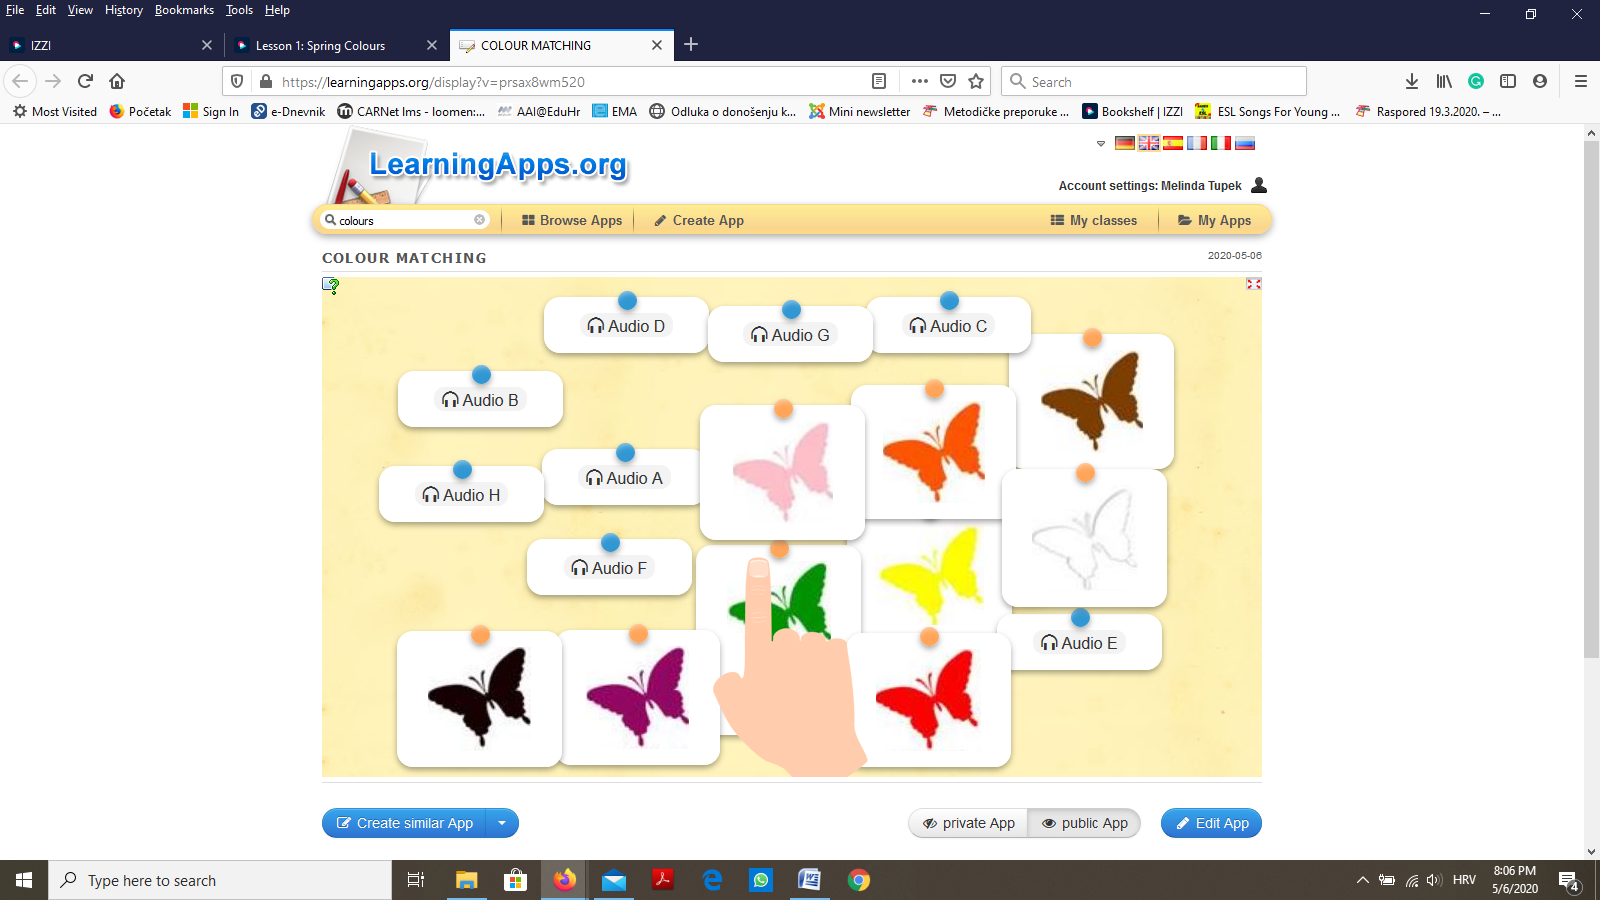 File Edit View History Bookmarks Tools Help
IZZI
Lesson 1: Spring Colours
COLOUR MATCHING
https://learningapps.org/display?v=prsax8wm520
Search
Most Visited Početak Sign In e-Dnevnik CARNet lms - loomen:... AAI@EduHr EMA Odluka o donošenju k... Mini newsletter Metodičke preporuke ... Bookshelf | IZZI ESL Songs For Young ... Raspored 19.3.2020. – ...
LearningApps.org
Account settings: Melinda Tupek
colours Browse Apps Create App My classes My Apps
COLOUR MATCHING 2020-05-06
Audio D
Audio G
Audio C
Audio B
Audio A
Audio H
Audio F
Audio E
Create similar App private App public App Edit App
Type here to search
HRV
8:06 PM
5/6/2020
4